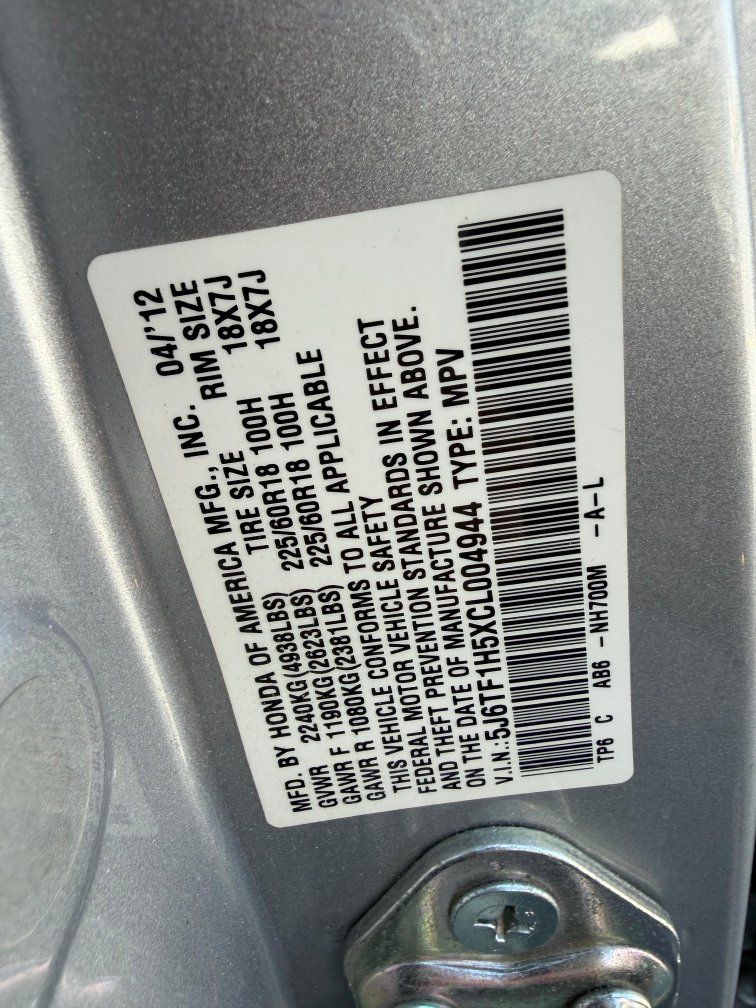 MFD. BY HONDA OF AMERICA MFG., INC. 04/'12
GVWR 2240KG(4938LBS) TIRE SIZE RIM SIZE
GAWR F 1190KG(2623LBS) 225/60R18 100H 18X7J
GAWR R 1080KG(2381LBS) 225/60R18 100H 18X7J
THIS VEHICLE CONFORMS TO ALL APPLICABLE
FEDERAL MOTOR VEHICLE SAFETY
AND THEFT PREVENTION STANDARDS IN EFFECT
ON THE DATE OF MANUFACTURE SHOWN ABOVE.
V.I.N.:5J6TF1H5XCL004944 TYPE: MPV
TP6 C AB6 -NH700M -A-L